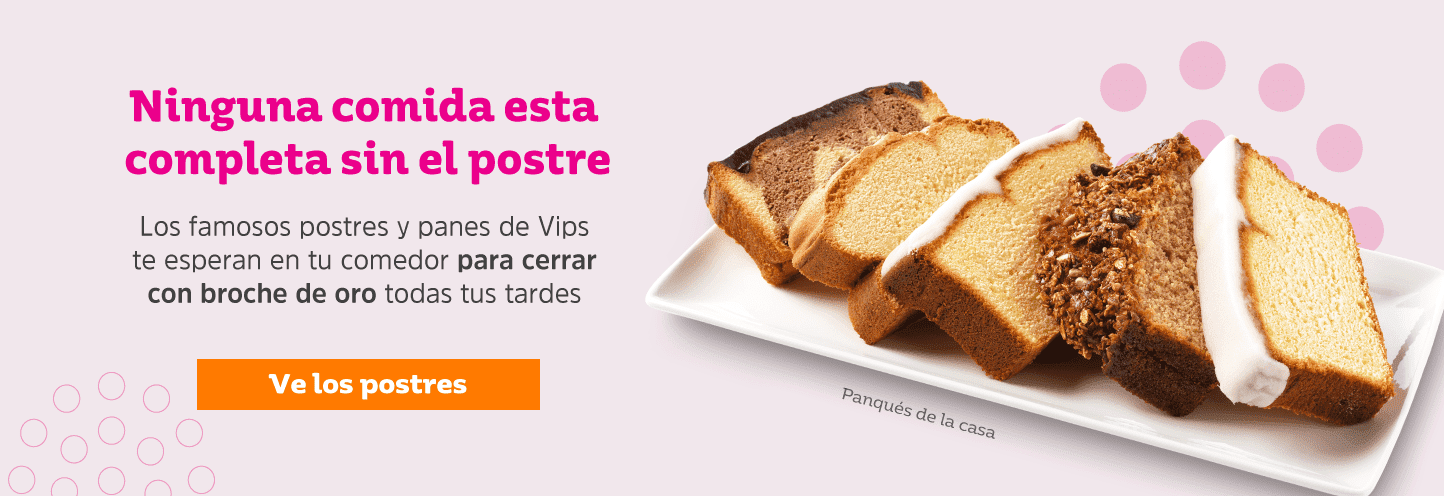 Ninguna comida esta
completa sin el postre
Los famosos postres y panes de Vips
te esperan en tu comedor para cerrar
con broche de oro todas tus tardes
Ve los postres
Panqués de la casa